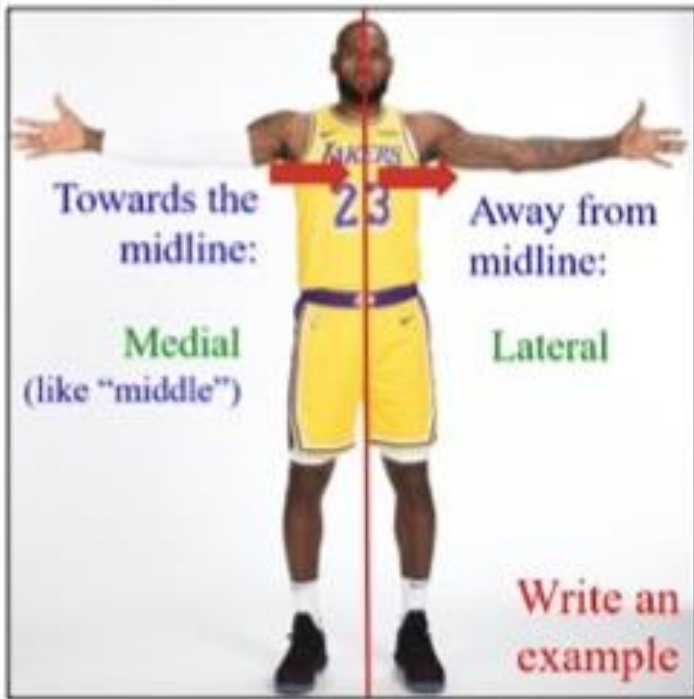 LAKERS
23
Towards the
midline:
Medial
(like “middle”)
Away from
midline:
Lateral
Write an
example